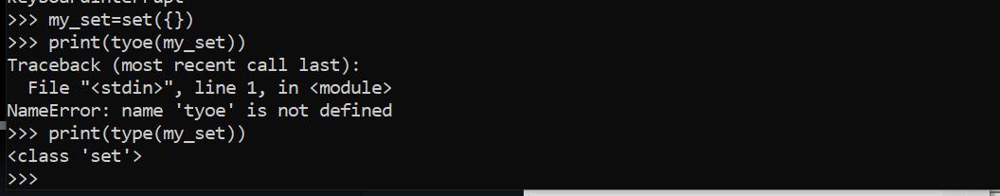 KeyboardInterrupt
>>> my_set=set({})
>>> print(tyoe(my_set))
Traceback (most recent call last):
  File "<stdin>", line 1, in <module>
NameError: name 'tyoe' is not defined
>>> print(type(my_set))
<class 'set'>
>>>